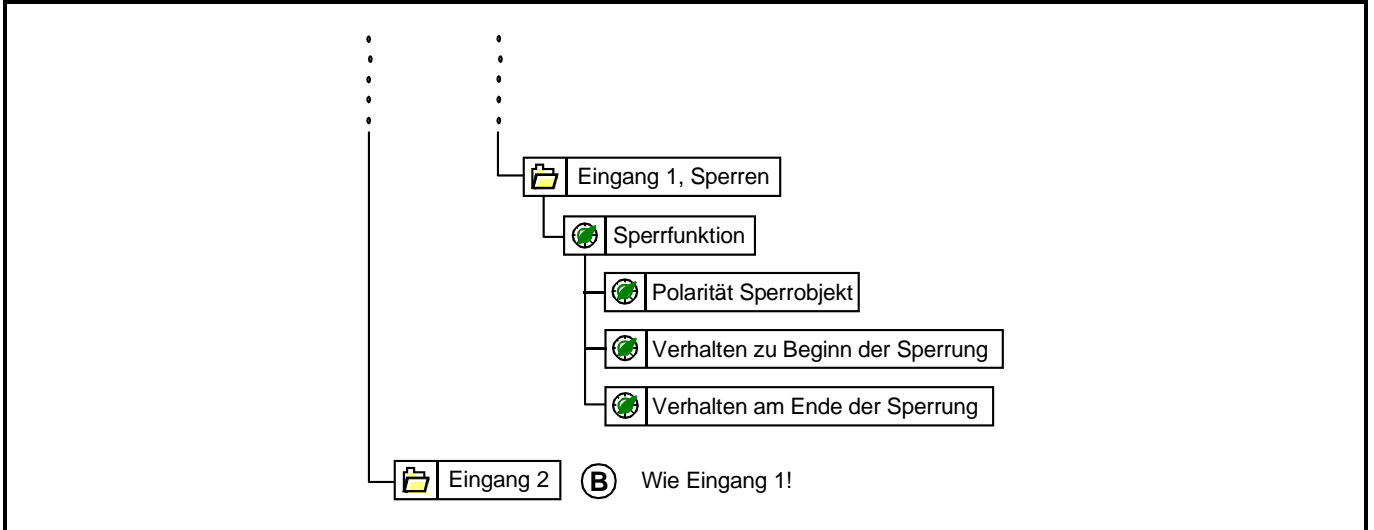 Eingang 1, Sperren
Sperrfunktion
Polarität Sperrobjekt
Verhalten zu Beginn der Sperrung
Verhalten am Ende der Sperrung
Eingang 2 B Wie Eingang 1!